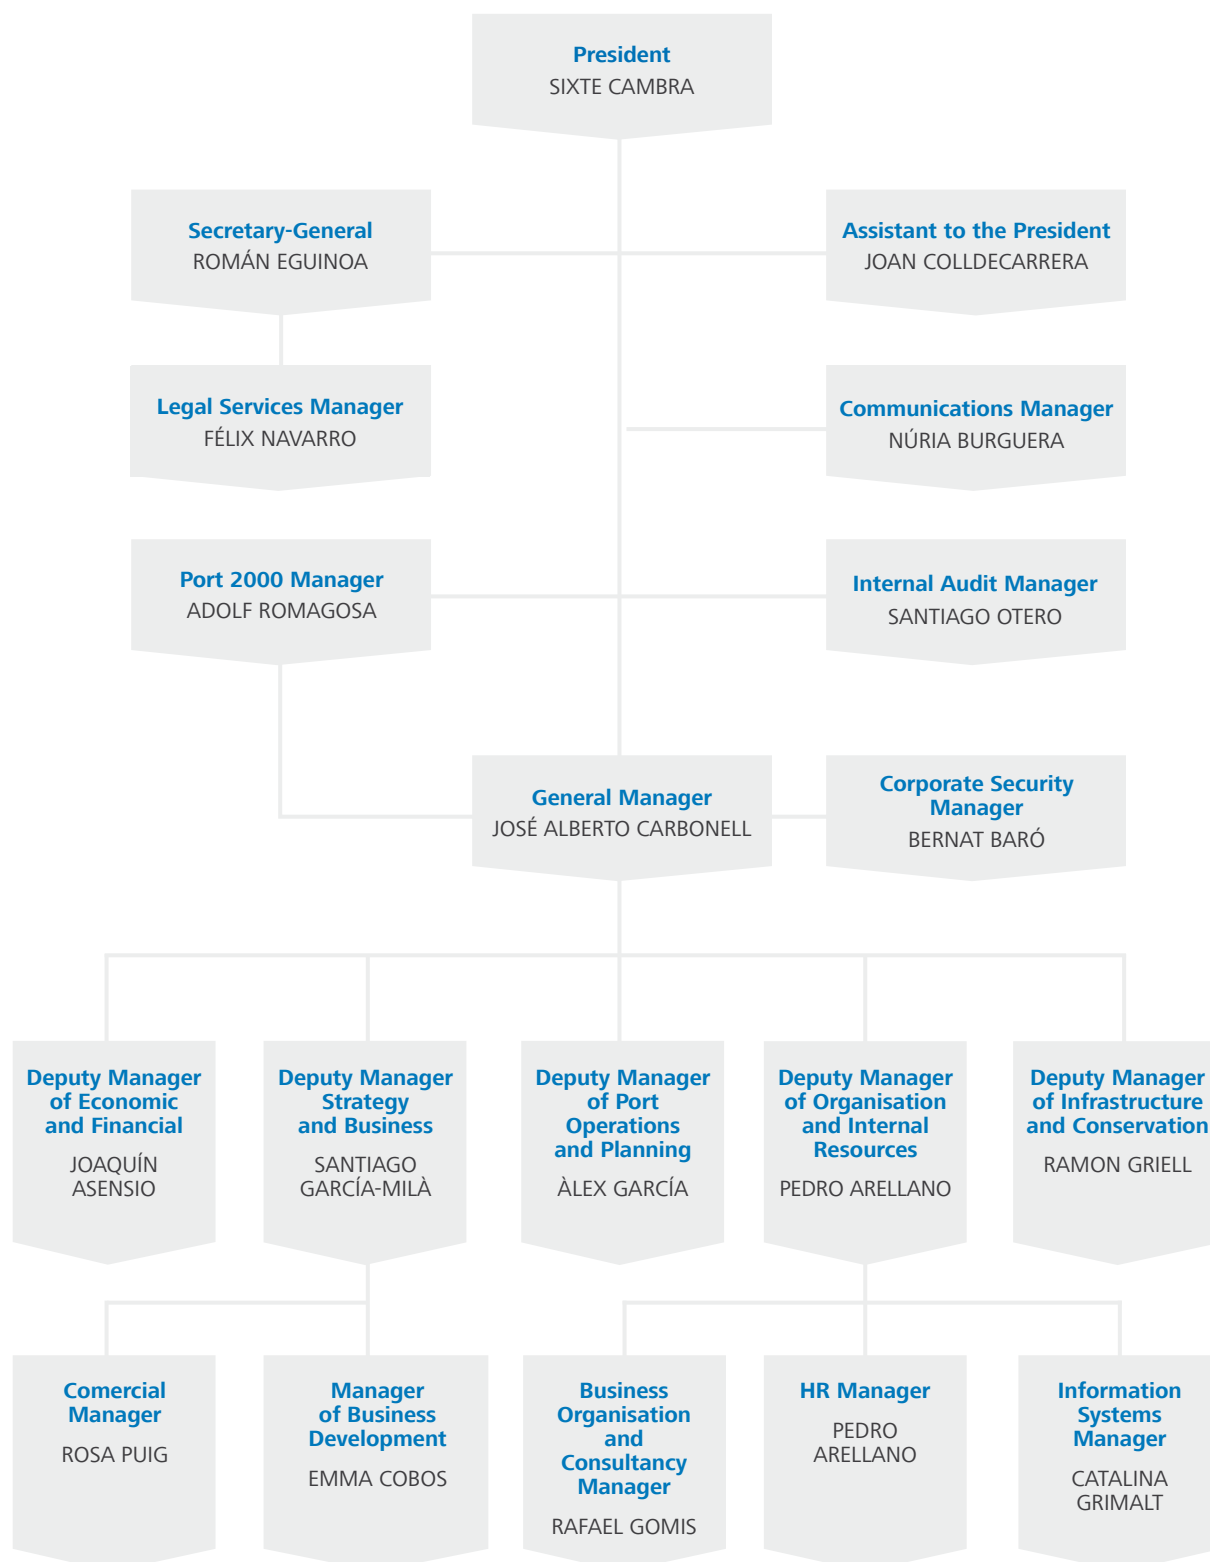 President
SIXTE CAMBRA
Secretary-General
ROMÁN EGUINOA
Assistant to the President
JOAN COLLDECARRERA
Legal Services Manager
FÉLIX NAVARRO
Communications Manager
NÚRIA BURGUERA
Port 2000 Manager
ADOLF ROMAGOSA
Internal Audit Manager
SANTIAGO OTERO
General Manager
JOSÉ ALBERTO CARBONELL
Corporate Security
Manager
BERNAT BARÓ
Deputy Manager
of Economic
and Financial
JOAQUÍN
ASENSIO
Deputy Manager
Strategy
and Business
SANTIAGO
GARCÍA-MILÀ
Deputy Manager
of Port
Operations
and Planning
ÀLEX GARCÍA
Deputy Manager
of Organisation
and Internal
Resources
PEDRO ARELLANO
Deputy Manager
of Infrastructure
and Conservation
RAMON GRIELL
Comercial
Manager
ROSA PUIG
Manager
of Business
Development
EMMA COBOS
Business
Organisation
and
Consultancy
Manager
RAFAEL GOMIS
HR Manager
PEDRO
ARELLANO
Information
Systems
Manager
CATALINA
GRIMALT